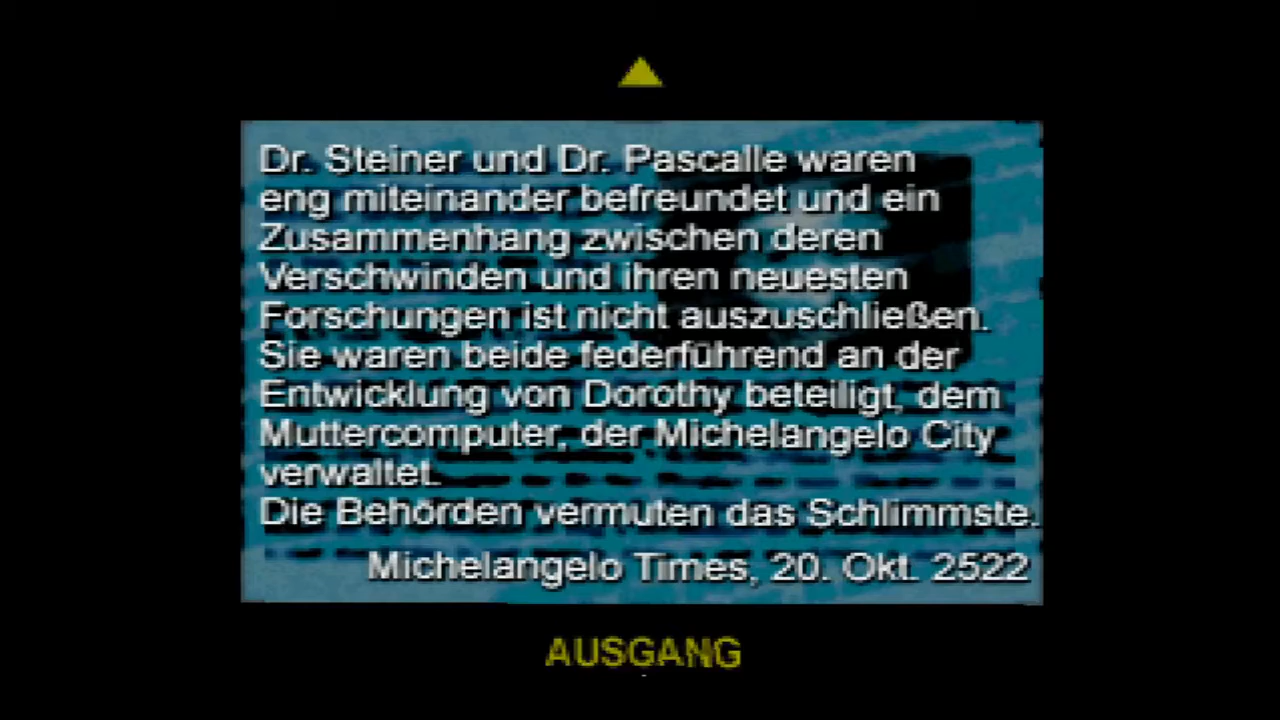 Dr. Steiner und Dr. Pascalle waren
eng miteinander befreundet und ein
Zusammenhang zwischen deren
Verschwinden und ihren neuesten
Forschungen ist nicht auszuschließen.
Sie waren beide federführend an der
Entwicklung von Dorothy beteiligt, dem
Muttercomputer, der Michelangelo City
verwaltet.
Die Behörden vermuten das Schlimmste.
Michelangelo Times, 20. Okt. 2522
AUSGANG